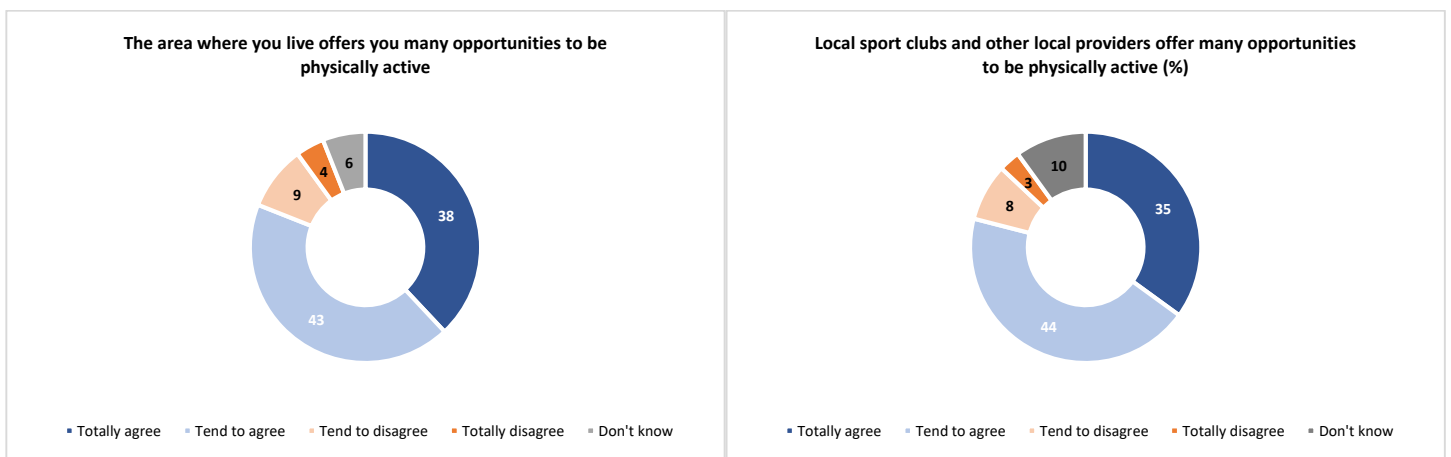 The area where you live offers you many opportunities to be
physically active
38
43
9
4
6
Totally agree
Tend to agree
Tend to disagree
Totally disagree
Don't know
Local sport clubs and other local providers offer many opportunities
to be physically active (%)
35
44
8
3
10
Totally agree
Tend to agree
Tend to disagree
Totally disagree
Don't know